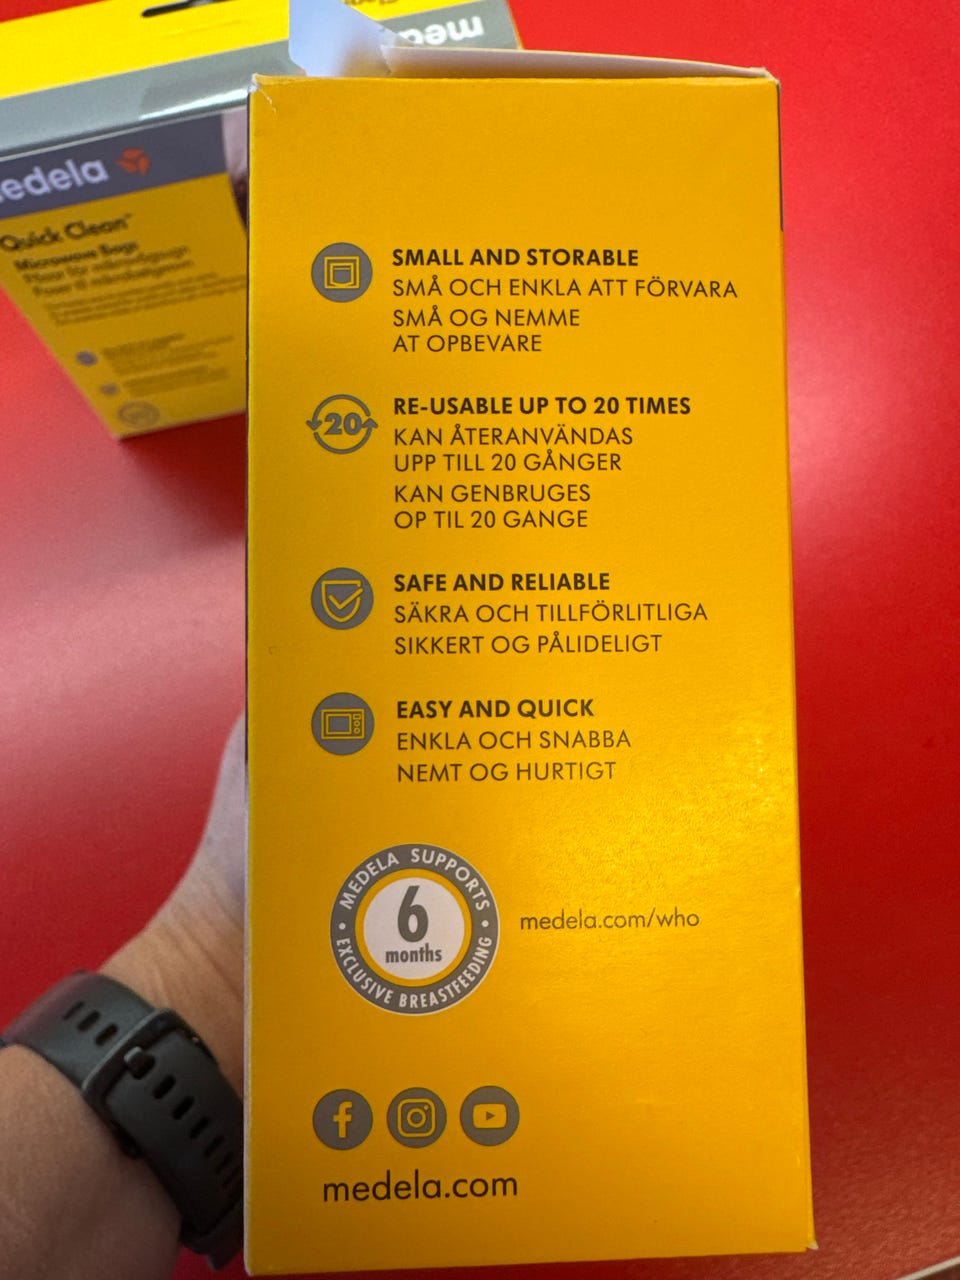 medela
Quick Clean™
Microwave Bags
SMALL AND STORABLE
SMÅ OCH ENKLA ATT FÖRVARA
SMÅ OG NEMME
AT OPBEVARE
20
RE-USABLE UP TO 20 TIMES
KAN ÅTERANVÄNDAS
UPP TILL 20 GÅNGER
KAN GENBRUGES
OP TIL 20 GANGE
SAFE AND RELIABLE
SÄKRA OCH TILLFÖRLITLIGA
SIKKERT OG PÅLIDELIGT
EASY AND QUICK
ENKLA OCH SNABBA
NEMT OG HURTIGT
MEDELA SUPPORTS
6
months
EXCLUSIVE BREASTFEEDING
medela.com/who
medela.com